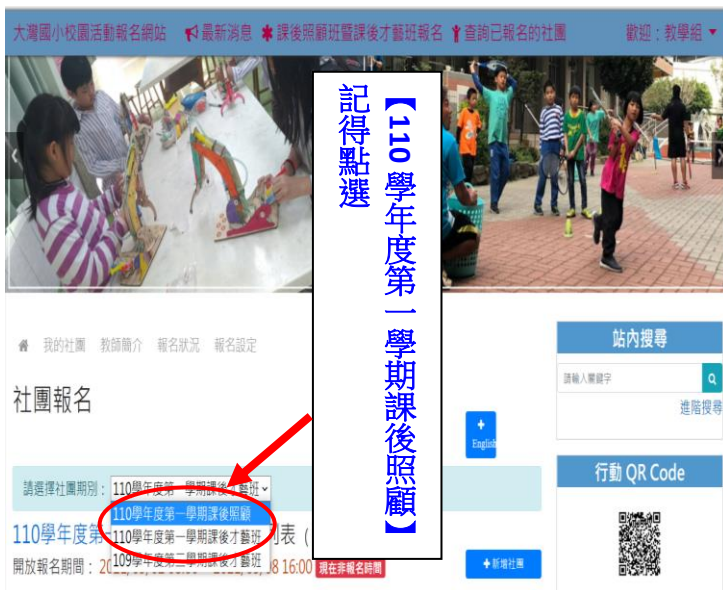 大灣國小校園活動報名網站 最新消息 課後照顧班暨課後才藝班報名 查詢已報名的社團 歡迎：教學組
記得點選
【110 學年度第一學期課後照顧】
我的社團 教師簡介 報名狀況 報名設定
社團報名
+ English
請選擇社團期別： 110學年度第一學期課後才藝班
110學年度第一學期課後照顧
110學年度第一學期課後才藝班
109學年度第二學期課後才藝班
110學年度第 列表（
開放報名期間： 16:00 現在非報名時間
+新增社團
站內搜尋
請輸入關鍵字
進階搜尋
行動 QR Code